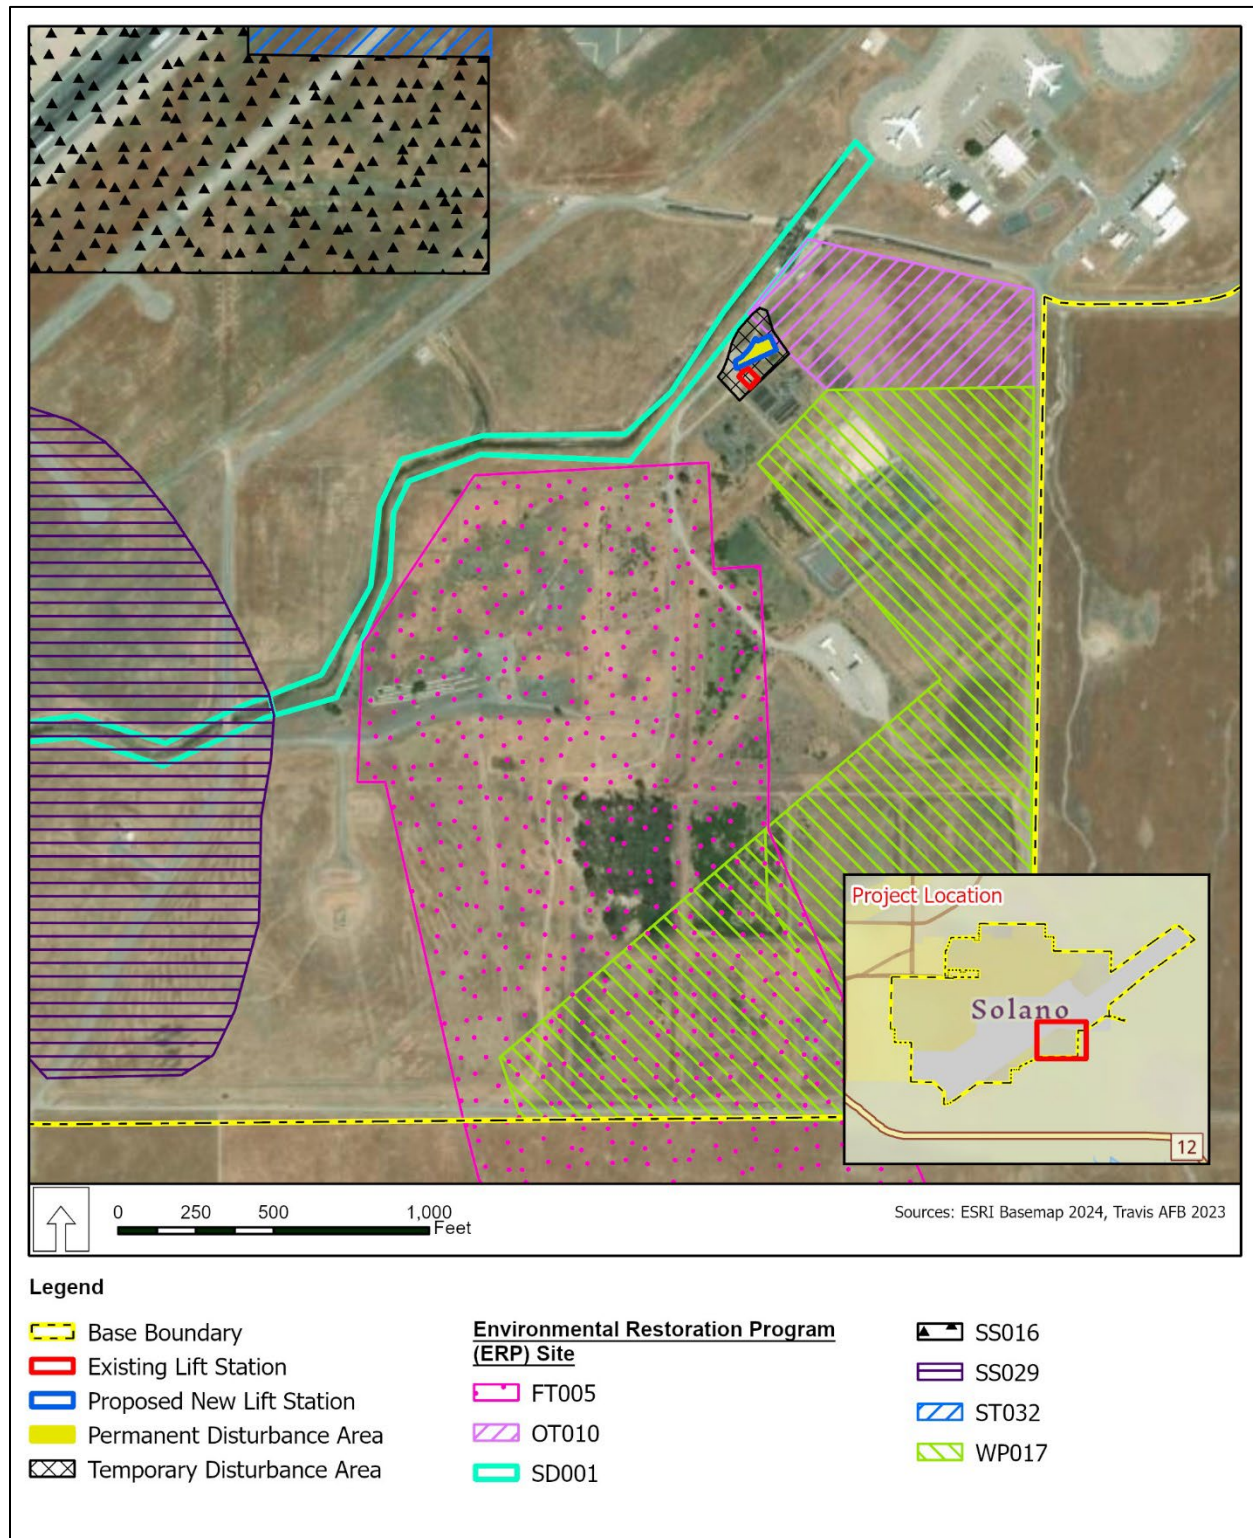 Project Location
Solano
12
0 250 500 1,000
Feet
Sources: ESRI Basemap 2024, Travis AFB 2023
Legend
Base Boundary
Existing Lift Station
Proposed New Lift Station
Permanent Disturbance Area
Temporary Disturbance Area
Environmental Restoration Program
(ERP) Site
FT005
OT010
SD001
SS016
SS029
ST032
WP017